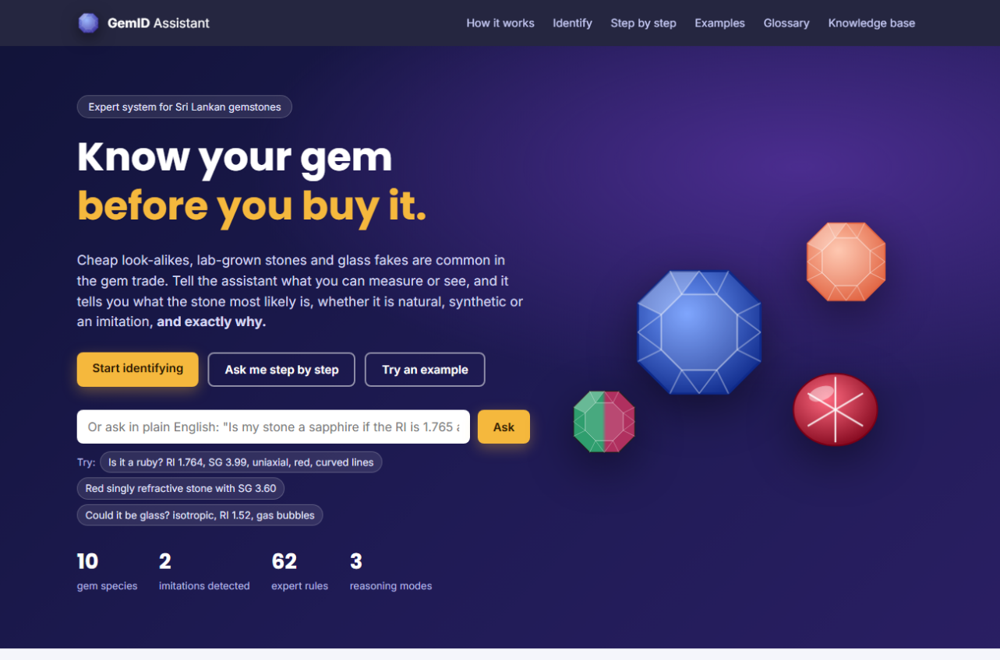 GemID Assistant
How it works
Identify
Step by step
Examples
Glossary
Knowledge base
Expert system for Sri Lankan gemstones
Know your gem
before you buy it.
Cheap look-alikes, lab-grown stones and glass fakes are common in
the gem trade. Tell the assistant what you can measure or see, and it
tells you what the stone most likely is, whether it is natural, synthetic or
an imitation, and exactly why.
Start identifying
Ask me step by step
Try an example
Or ask in plain English: "Is my stone a sapphire if the RI is 1.765
Ask
Try:
Is it a ruby? RI 1.764, SG 3.99, uniaxial, red, curved lines
Red singly refractive stone with SG 3.60
Could it be glass? isotropic, RI 1.52, gas bubbles
10
gem species
2
imitations detected
62
expert rules
3
reasoning modes